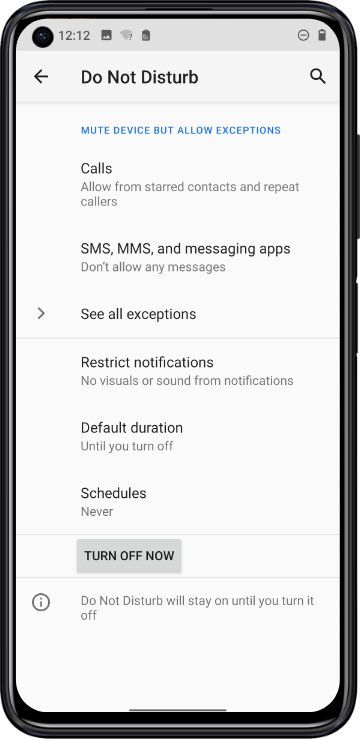 12:12
Do Not Disturb
MUTE DEVICE BUT ALLOW EXCEPTIONS
Calls
Allow from starred contacts and repeat
callers
SMS, MMS, and messaging apps
Don't allow any messages
See all exceptions
Restrict notifications
No visuals or sound from notifications
Default duration
Until you turn off
Schedules
Never
TURN OFF NOW
Do Not Disturb will stay on until you turn it
off